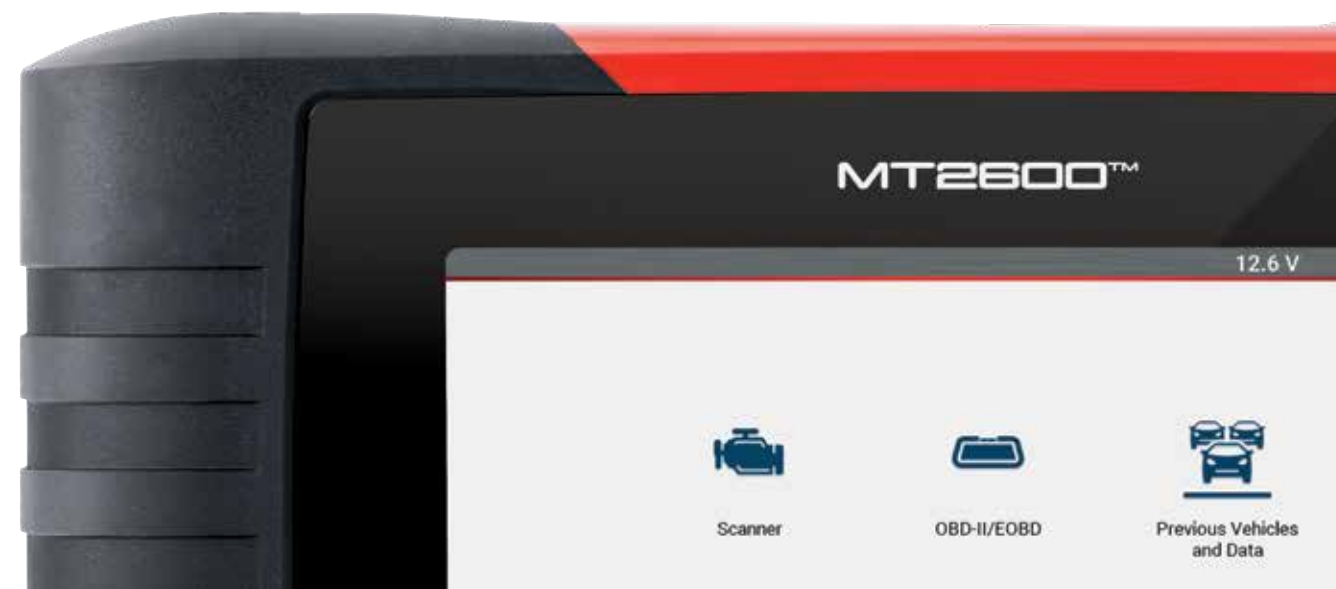 MT2600™
12.6 V
Scanner
OBD-II/EOBD
Previous Vehicles
and Data